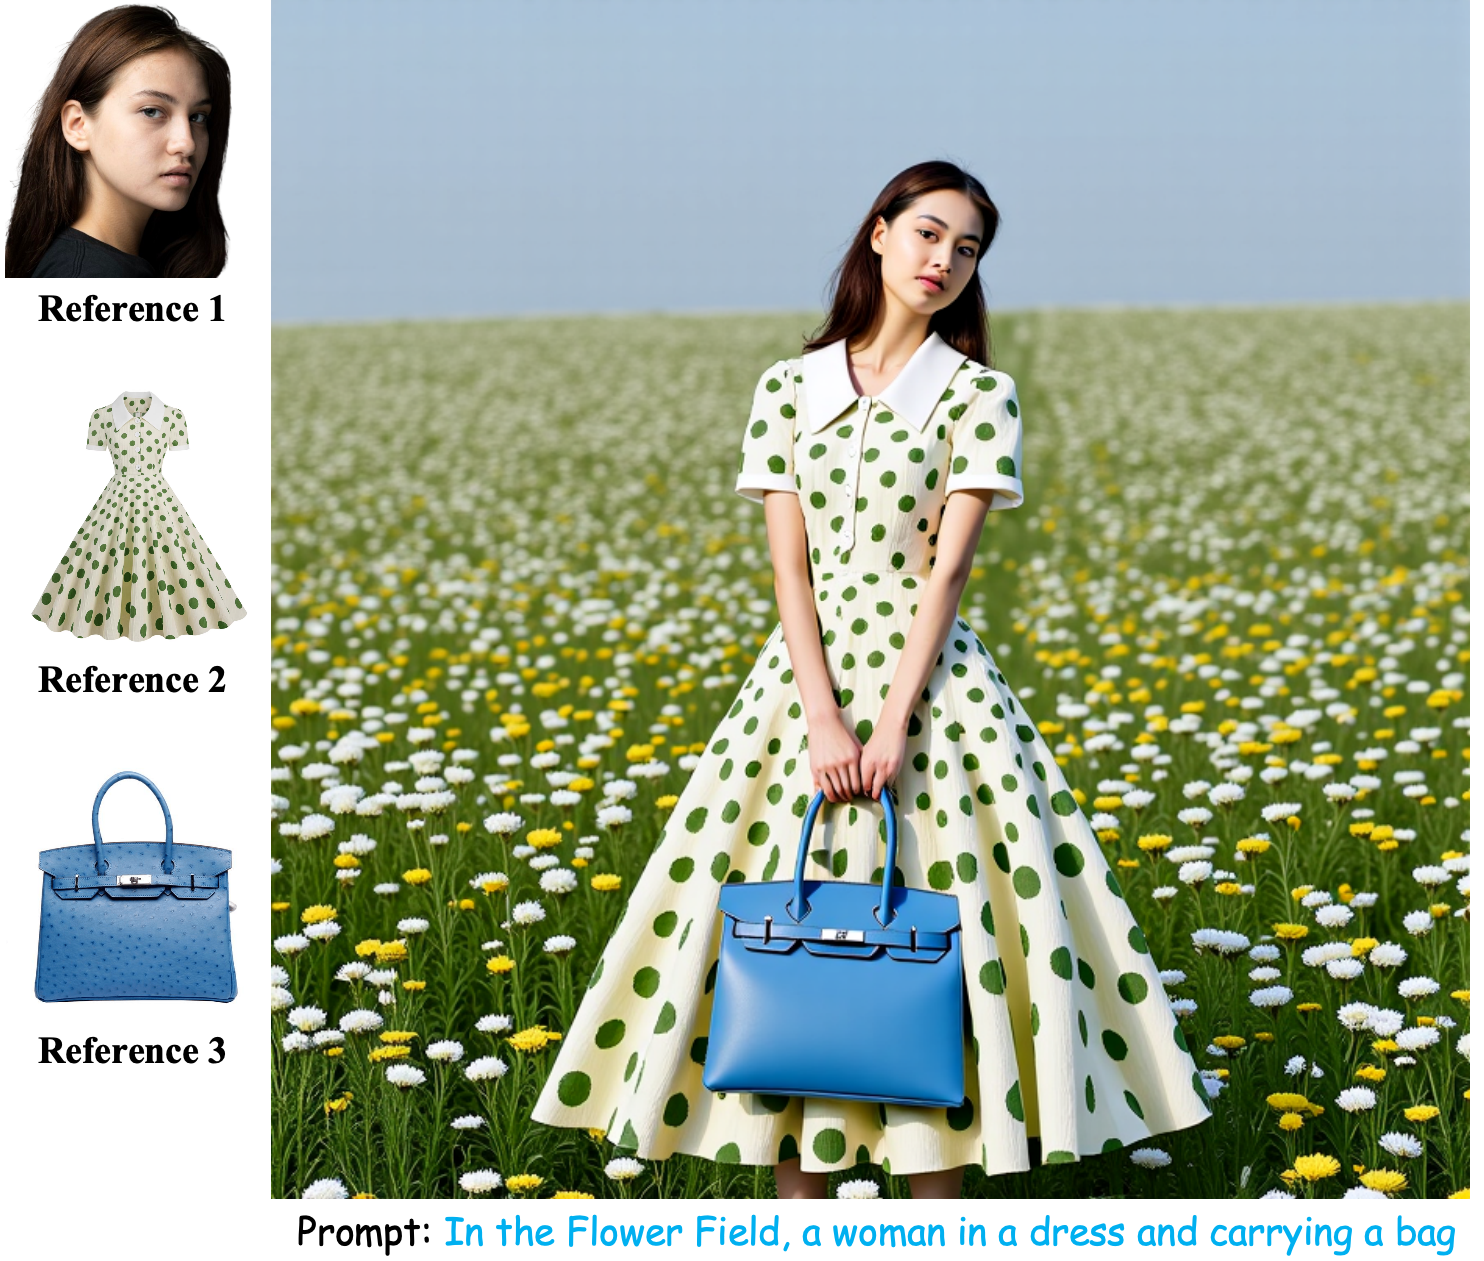 Reference 1
Reference 2
Reference 3
Prompt: In the Flower Field, a woman in a dress and carrying a bag